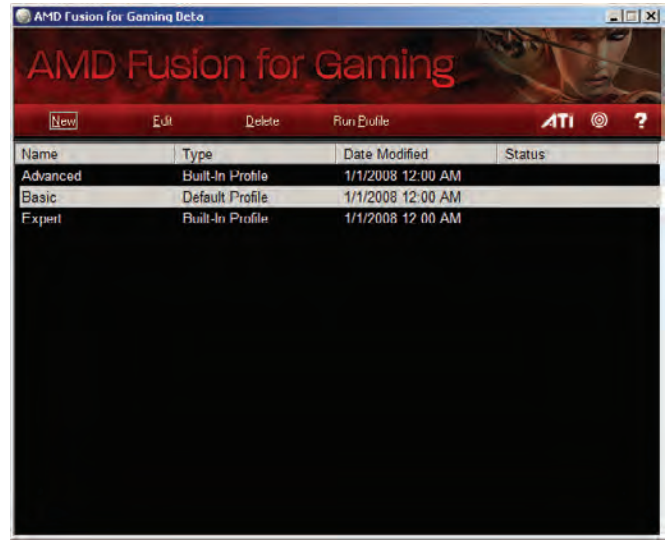 AMD Fusion for Gaming Beta
AMD Fusion for Gaming
New Edit Delete Run Profile ATI ?
Name Type Date Modified Status
Advanced Built-In Profile 1/1/2008 12:00 AM
Basic Default Profile 1/1/2008 12:00 AM
Expert Built-In Profile 1/1/2008 12:00 AM